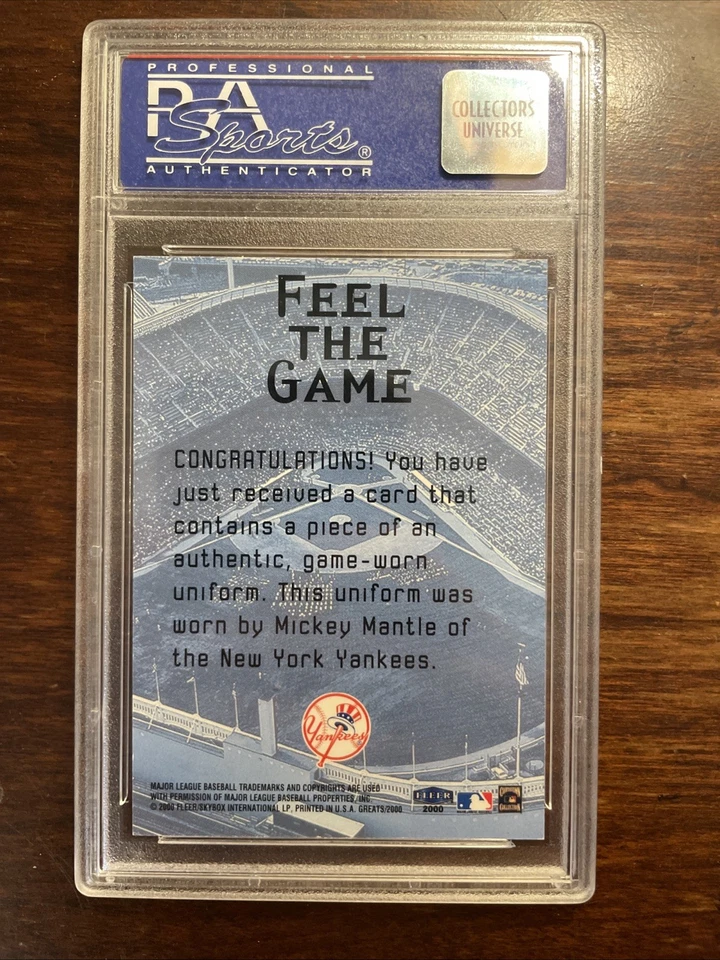 PROFESSIONAL
PSA
Sports®
AUTHENTICATOR
COLLECTORS
UNIVERSE
FEEL
THE
GAME
CONGRATULATIONS! You have
just received a card that
contains a piece of an
authentic, game-worn
uniform. This uniform was
worn by Mickey Mantle of
the New York Yankees.
Yankees
MAJOR LEAGUE BASEBALL TRADEMARKS AND COPYRIGHTS ARE USED
WITH PERMISSION OF MAJOR LEAGUE BASEBALL PROPERTIES, INC.
© 2000 FLEER/SKYBOX INTERNATIONAL LP, PRINTED IN U.S.A. GREATS/2000
FLEER
2000